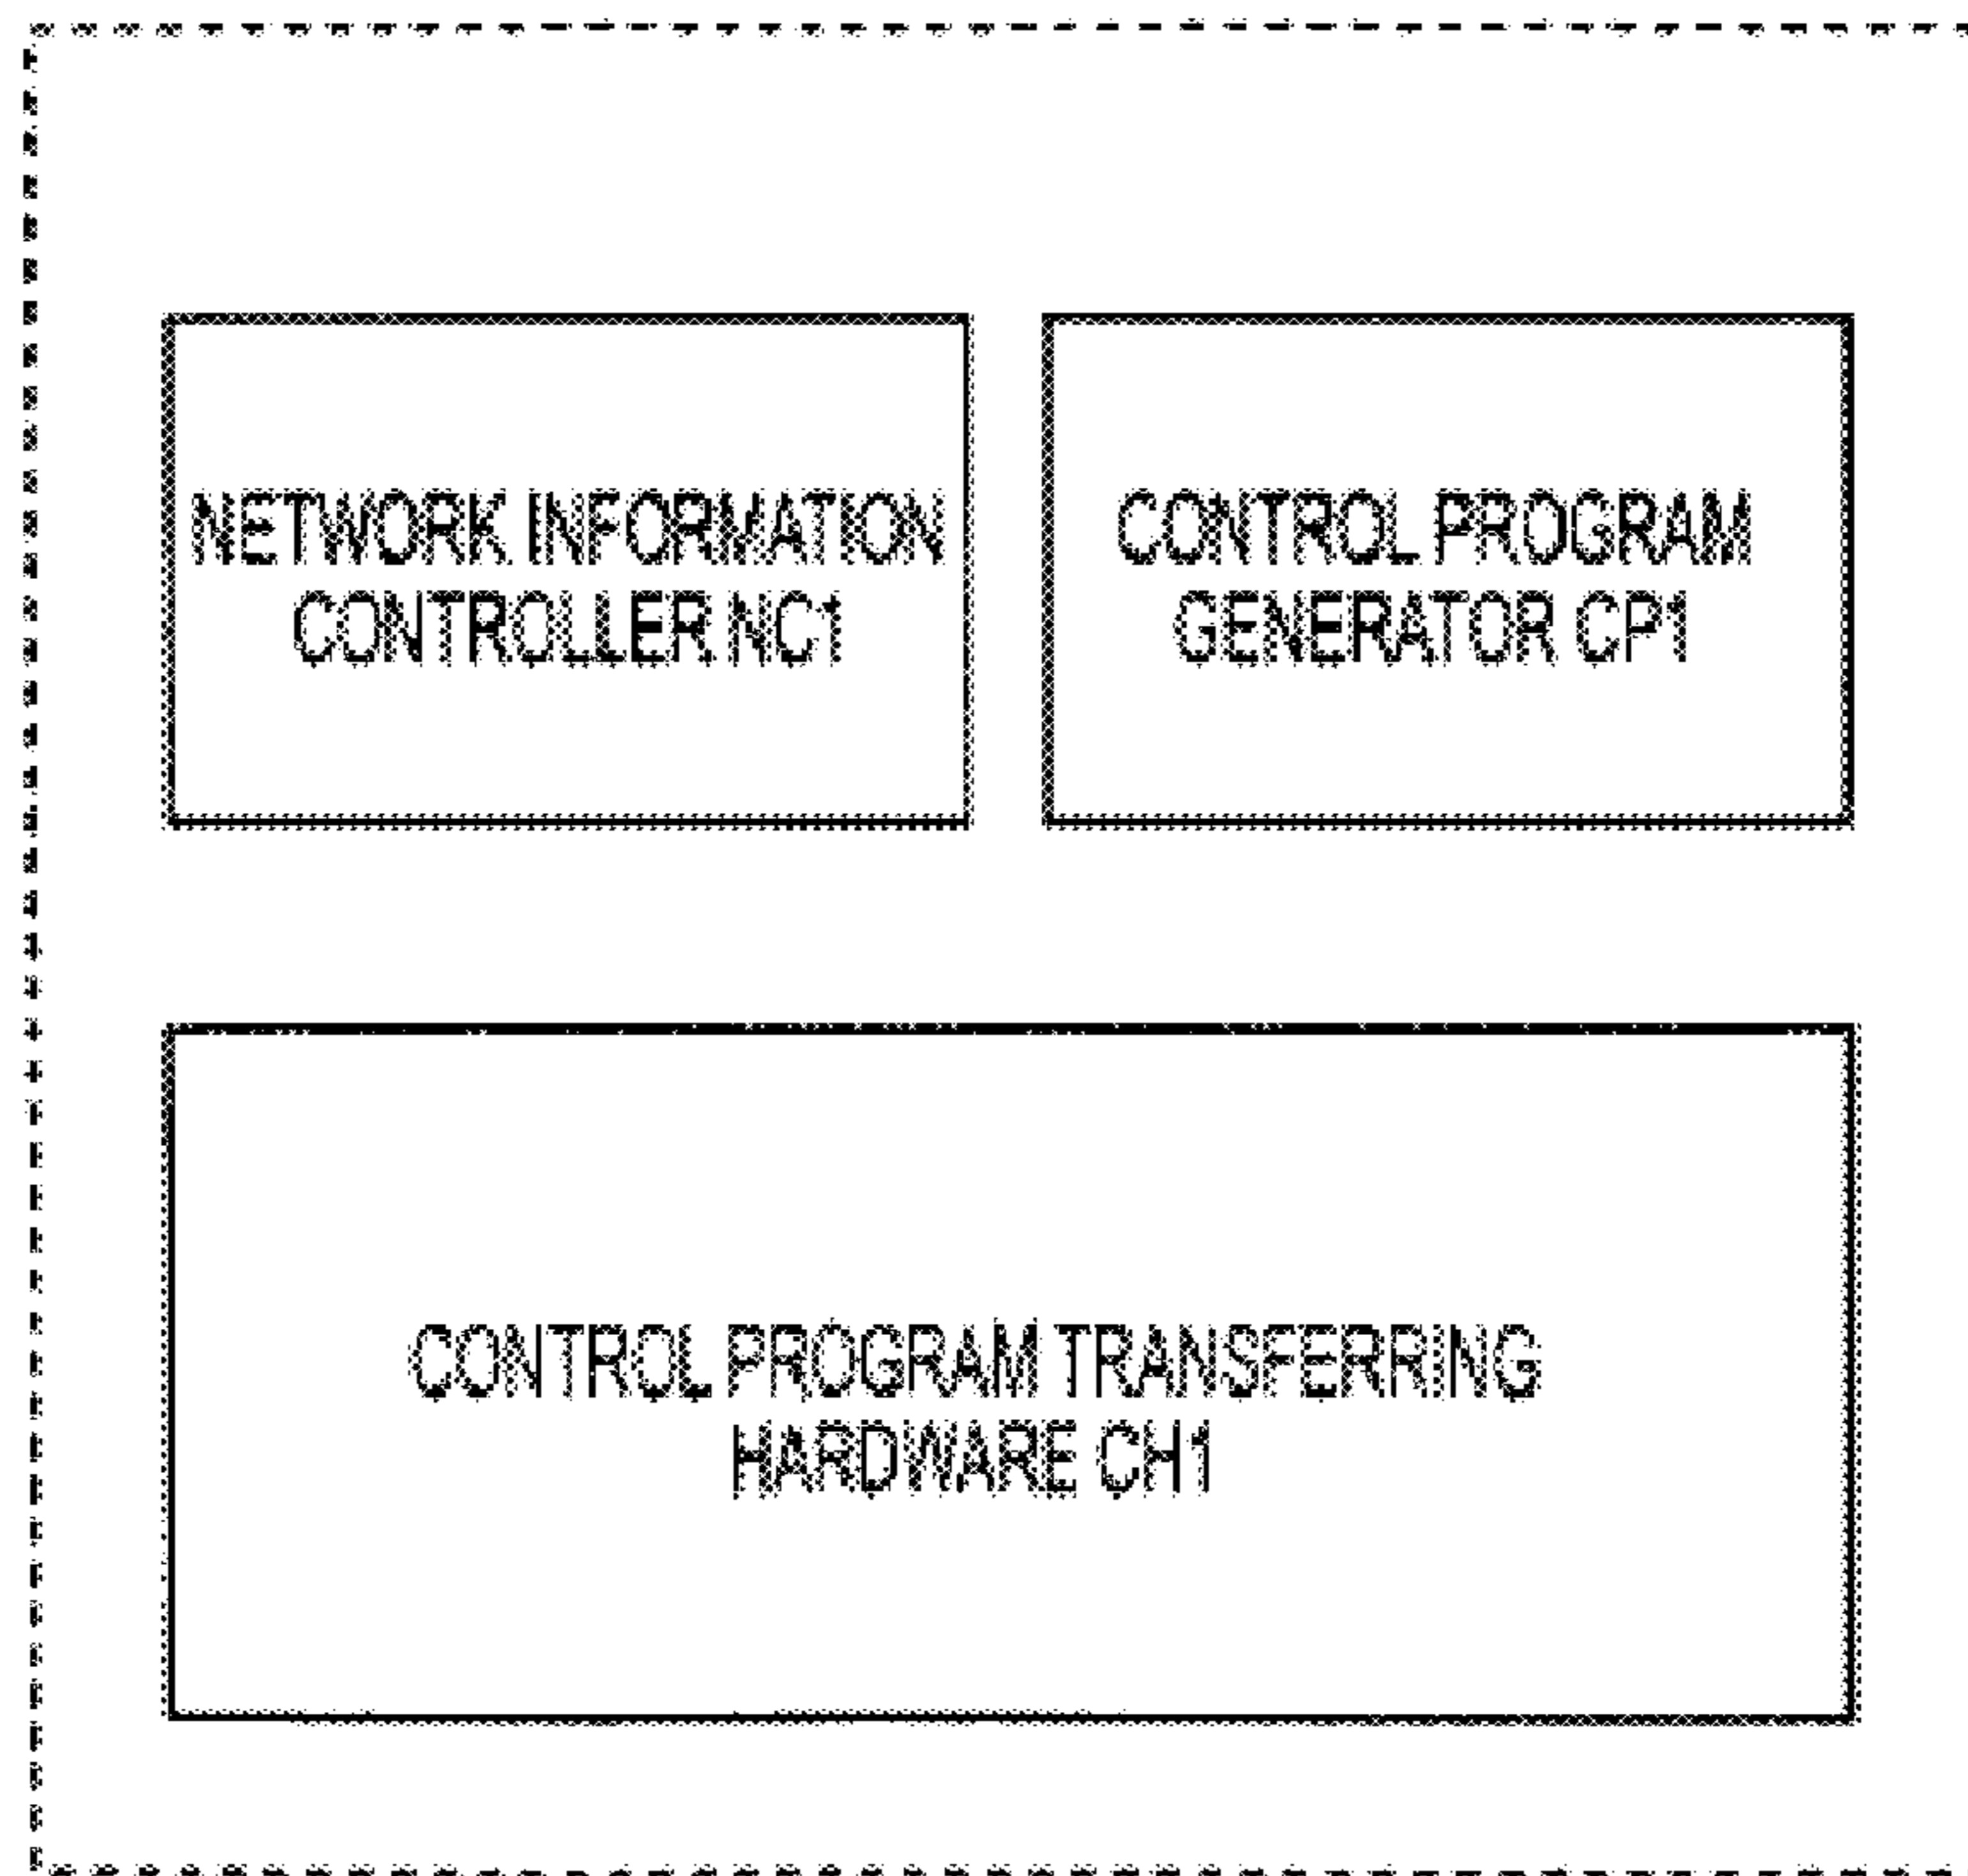 NETWORK INFORMATION
CONTROLLER NC1
CONTROL PROGRAM
GENERATOR CP1
CONTROL PROGRAM TRANSFERRING
HARDWARE CH1